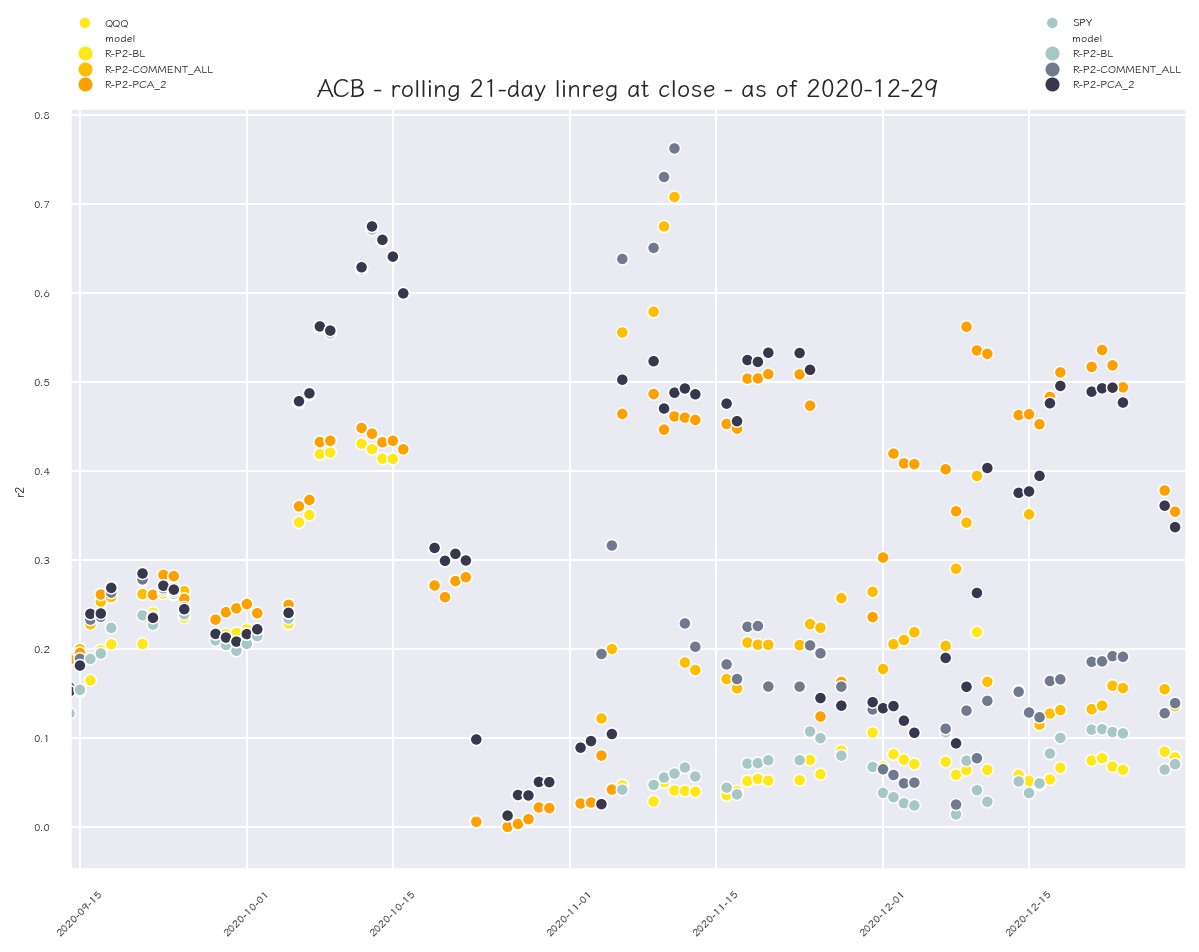 QQQ
model
R-P2-BL
R-P2-COMMENT_ALL
R-P2-PCA_2
SPY
model
R-P2-BL
R-P2-COMMENT_ALL
R-P2-PCA_2
ACB - rolling 21-day linreg at close - as of 2020-12-29
r2
0.8
0.7
0.6
0.5
0.4
0.3
0.2
0.1
0.0
2020-09-15
2020-10-01
2020-10-15
2020-11-01
2020-11-15
2020-12-01
2020-12-15